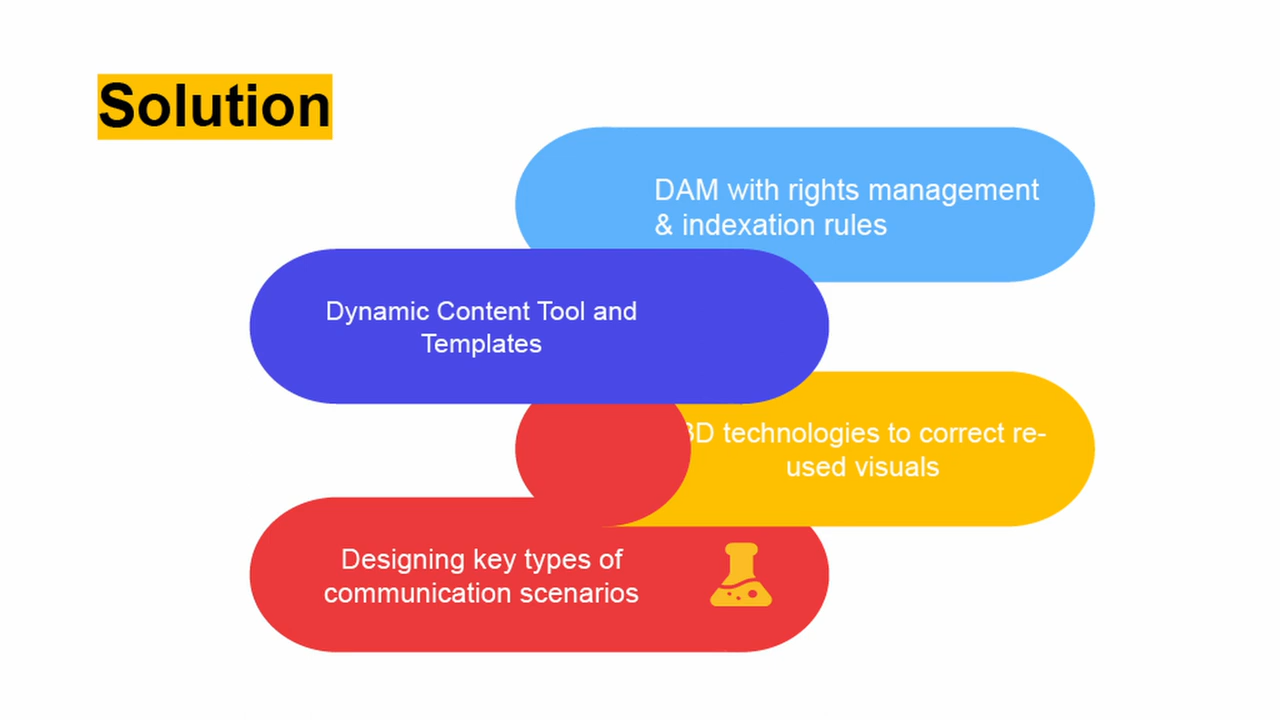 Solution
DAM with rights management
& indexation rules
Dynamic Content Tool and
Templates
3D technologies to correct re-
used visuals
Designing key types of
communication scenarios